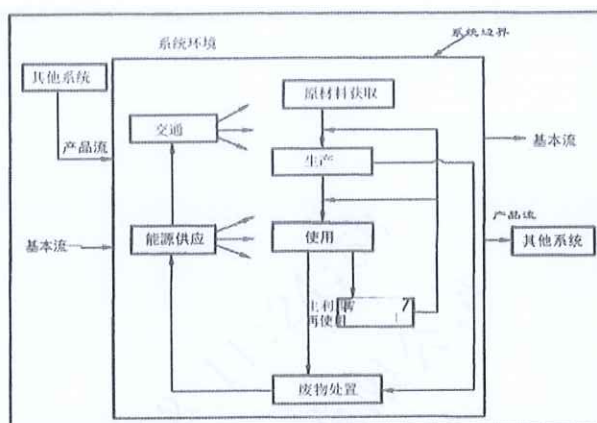 系统环境
系统边界
其他系统
原材料获取
交通
产品流
基本流
生产
产品流
能源供应
使用
其他系统
基本流
再使用
废物处置